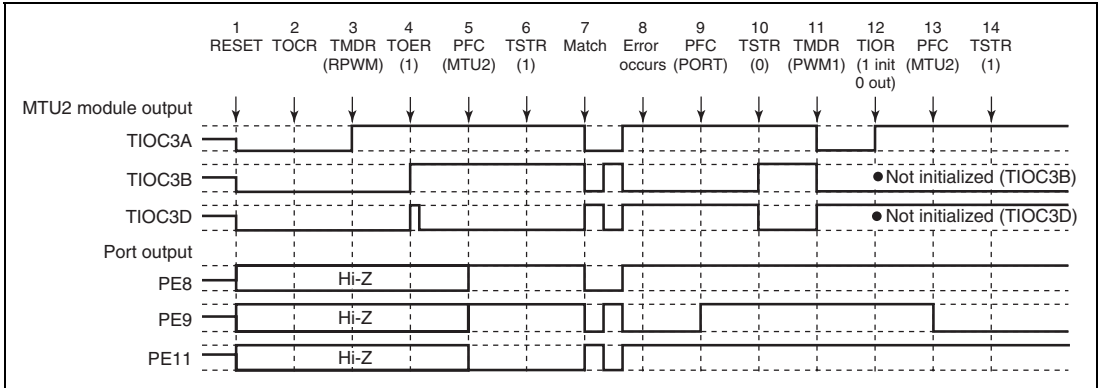 1 2 3 4 5 6 7 8 9 10 11 12 13 14
RESET TOCR TMDR TOER PFC TSTR Match Error PFC TSTR TMDR TIOR PFC TSTR
(RPWM) (1) (MTU2) (1) occurs (PORT) (0) (PWM1) (1 init (MTU2) (1)
0 out)
MTU2 module output
TIOC3A
TIOC3B
•Not initialized (TIOC3B)
TIOC3D
•Not initialized (TIOC3D)
Port output
PE8
Hi-Z
PE9
Hi-Z
PE11
Hi-Z